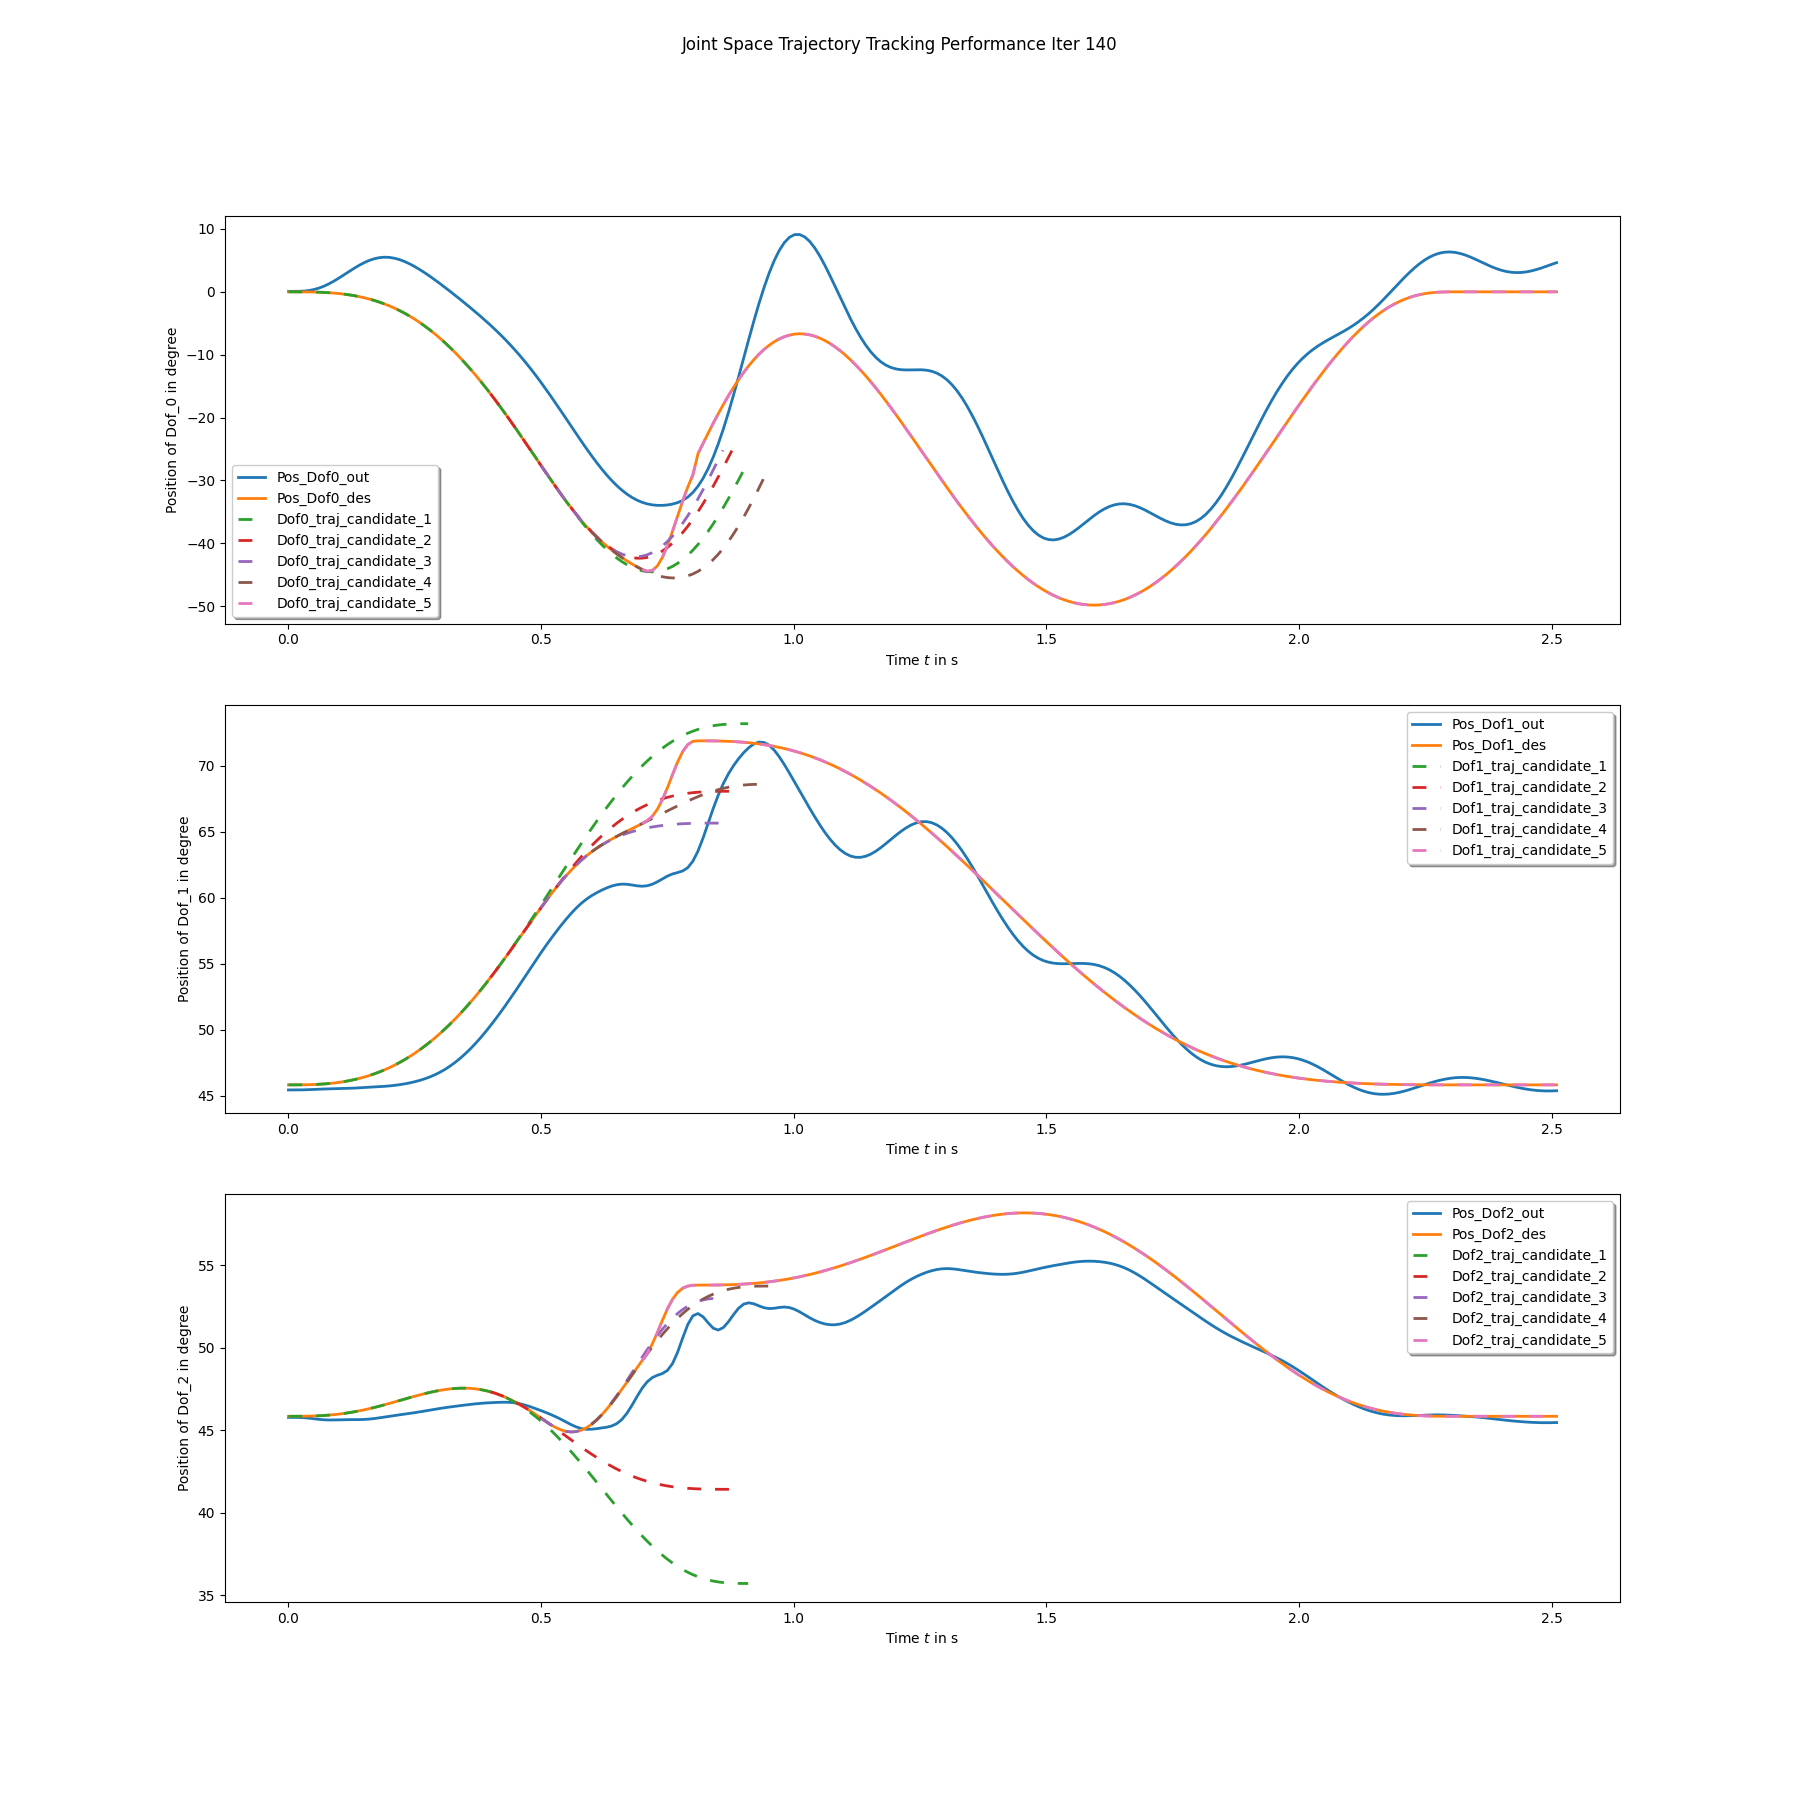 Joint Space Trajectory Tracking Performance Iter 140
10
0
−10
−20
−30
−40
−50
Position of Dof_0 in degree
Pos_Dof0_out
Pos_Dof0_des
Dof0_traj_candidate_1
Dof0_traj_candidate_2
Dof0_traj_candidate_3
Dof0_traj_candidate_4
Dof0_traj_candidate_5
0.0 0.5 1.0 1.5 2.0 2.5
Time t in s
70
65
60
55
50
45
Position of Dof_1 in degree
Pos_Dof1_out
Pos_Dof1_des
Dof1_traj_candidate_1
Dof1_traj_candidate_2
Dof1_traj_candidate_3
Dof1_traj_candidate_4
Dof1_traj_candidate_5
0.0 0.5 1.0 1.5 2.0 2.5
Time t in s
55
50
45
40
35
Position of Dof_2 in degree
Pos_Dof2_out
Pos_Dof2_des
Dof2_traj_candidate_1
Dof2_traj_candidate_2
Dof2_traj_candidate_3
Dof2_traj_candidate_4
Dof2_traj_candidate_5
0.0 0.5 1.0 1.5 2.0 2.5
Time t in s